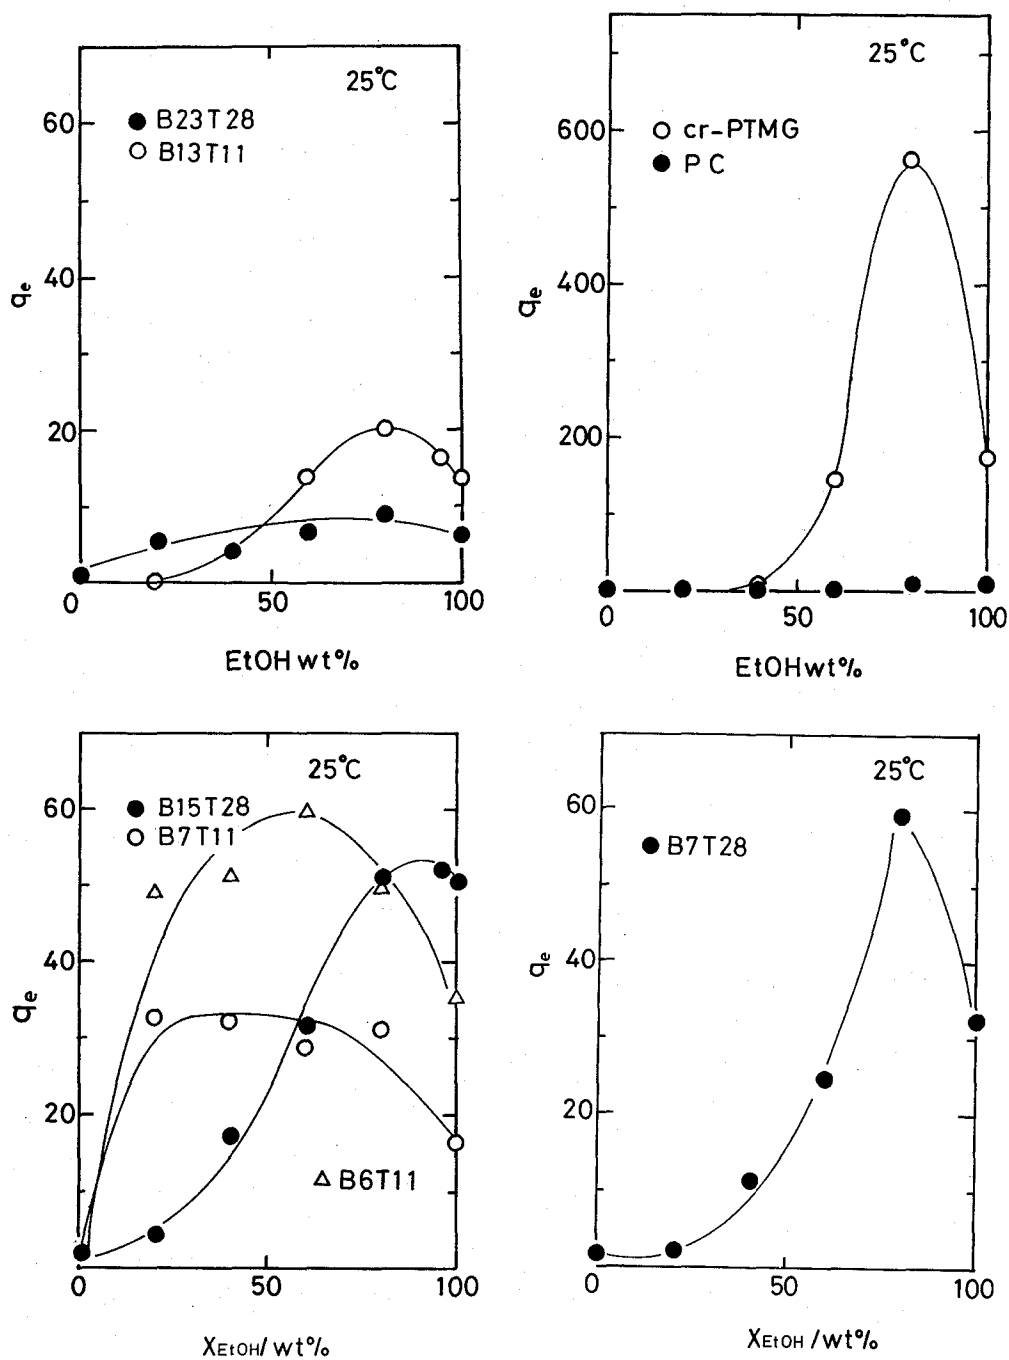 25°C
60
● B23T28
○ B13T11
40
qe
20
0
50
100
EtOH wt%
25°C
600
○ cr-PTMG
● PC
400
qe
200
0
50
100
EtOH wt%
25°C
60
● B15T28
○ B7T11
40
qe
20
△ B6T11
0
50
100
XEtOH/wt%
25°C
60
● B7T28
40
qe
20
0
50
100
XEtOH/wt%